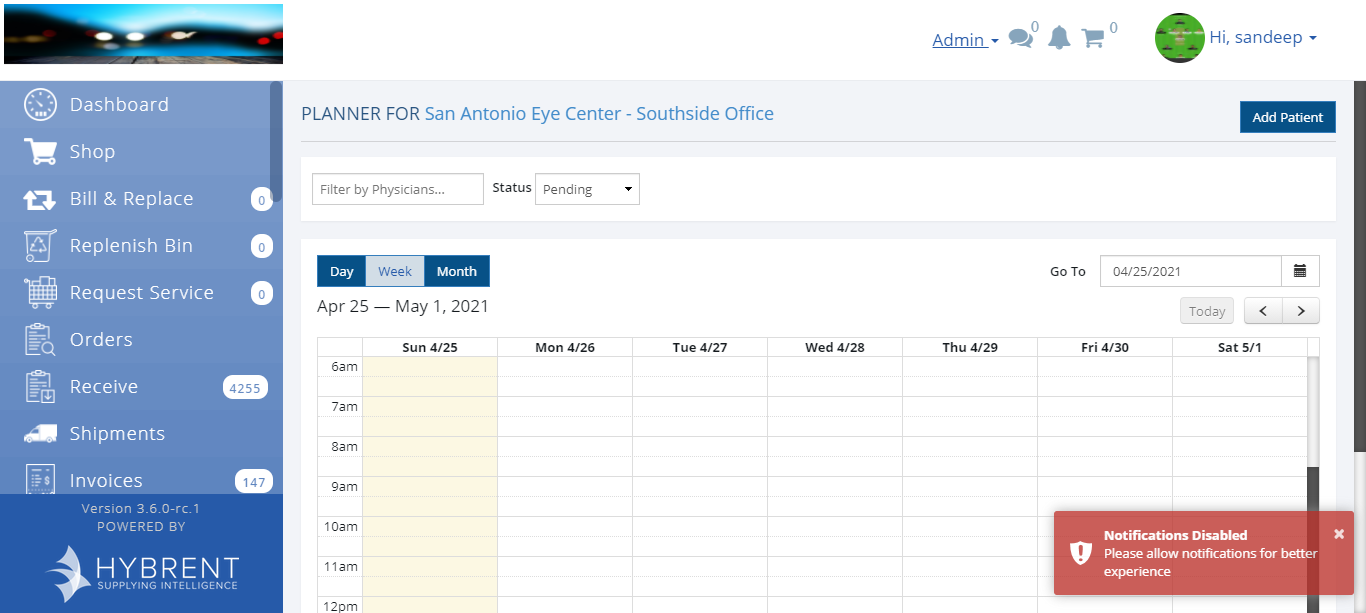 Admin
0
0
Hi, sandeep
Dashboard
Shop
Bill & Replace
0
Replenish Bin
0
Request Service
0
Orders
Receive
4255
Shipments
Invoices
147
Version 3.6.0-rc.1
POWERED BY
HYBRENT
SUPPLYING INTELLIGENCE
PLANNER FOR San Antonio Eye Center - Southside Office
Add Patient
Filter by Physicians...
Status
Pending
Day
Week
Month
Go To
04/25/2021
Apr 25 — May 1, 2021
Today
Sun 4/25
Mon 4/26
Tue 4/27
Wed 4/28
Thu 4/29
Fri 4/30
Sat 5/1
6am
7am
8am
9am
10am
11am
12pm
Notifications Disabled
Please allow notifications for better
experience